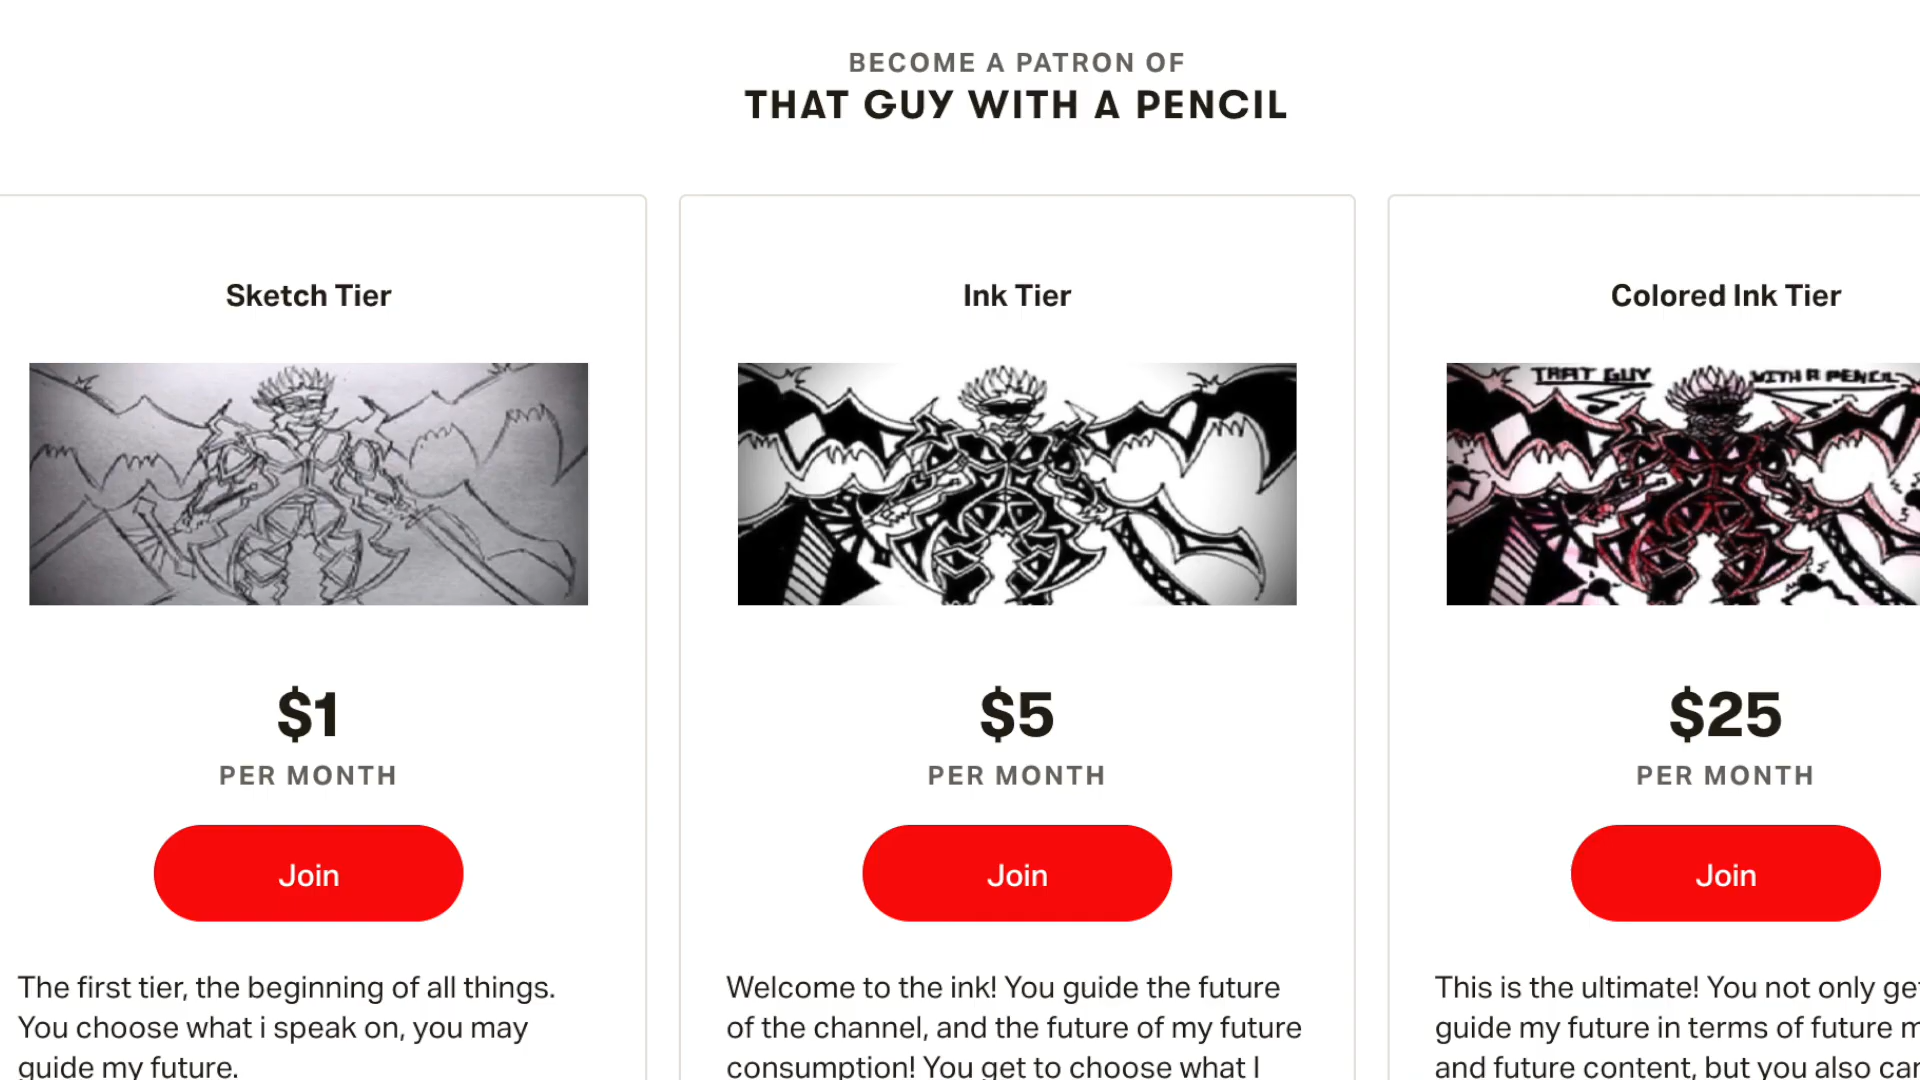 BECOME A PATRON OF
THAT GUY WITH A PENCIL
Sketch Tier
$1
PER MONTH
Join
The first tier, the beginning of all things.
You choose what i speak on, you may
guide my future.
Ink Tier
$5
PER MONTH
Join
Welcome to the ink! You guide the future
of the channel, and the future of my future
consumption! You get to choose what I
Colored Ink Tier
THAT GUY WITH A PENCIL
$25
PER MONTH
Join
This is the ultimate! You not only
guide my future in terms of future
and future content, but you also